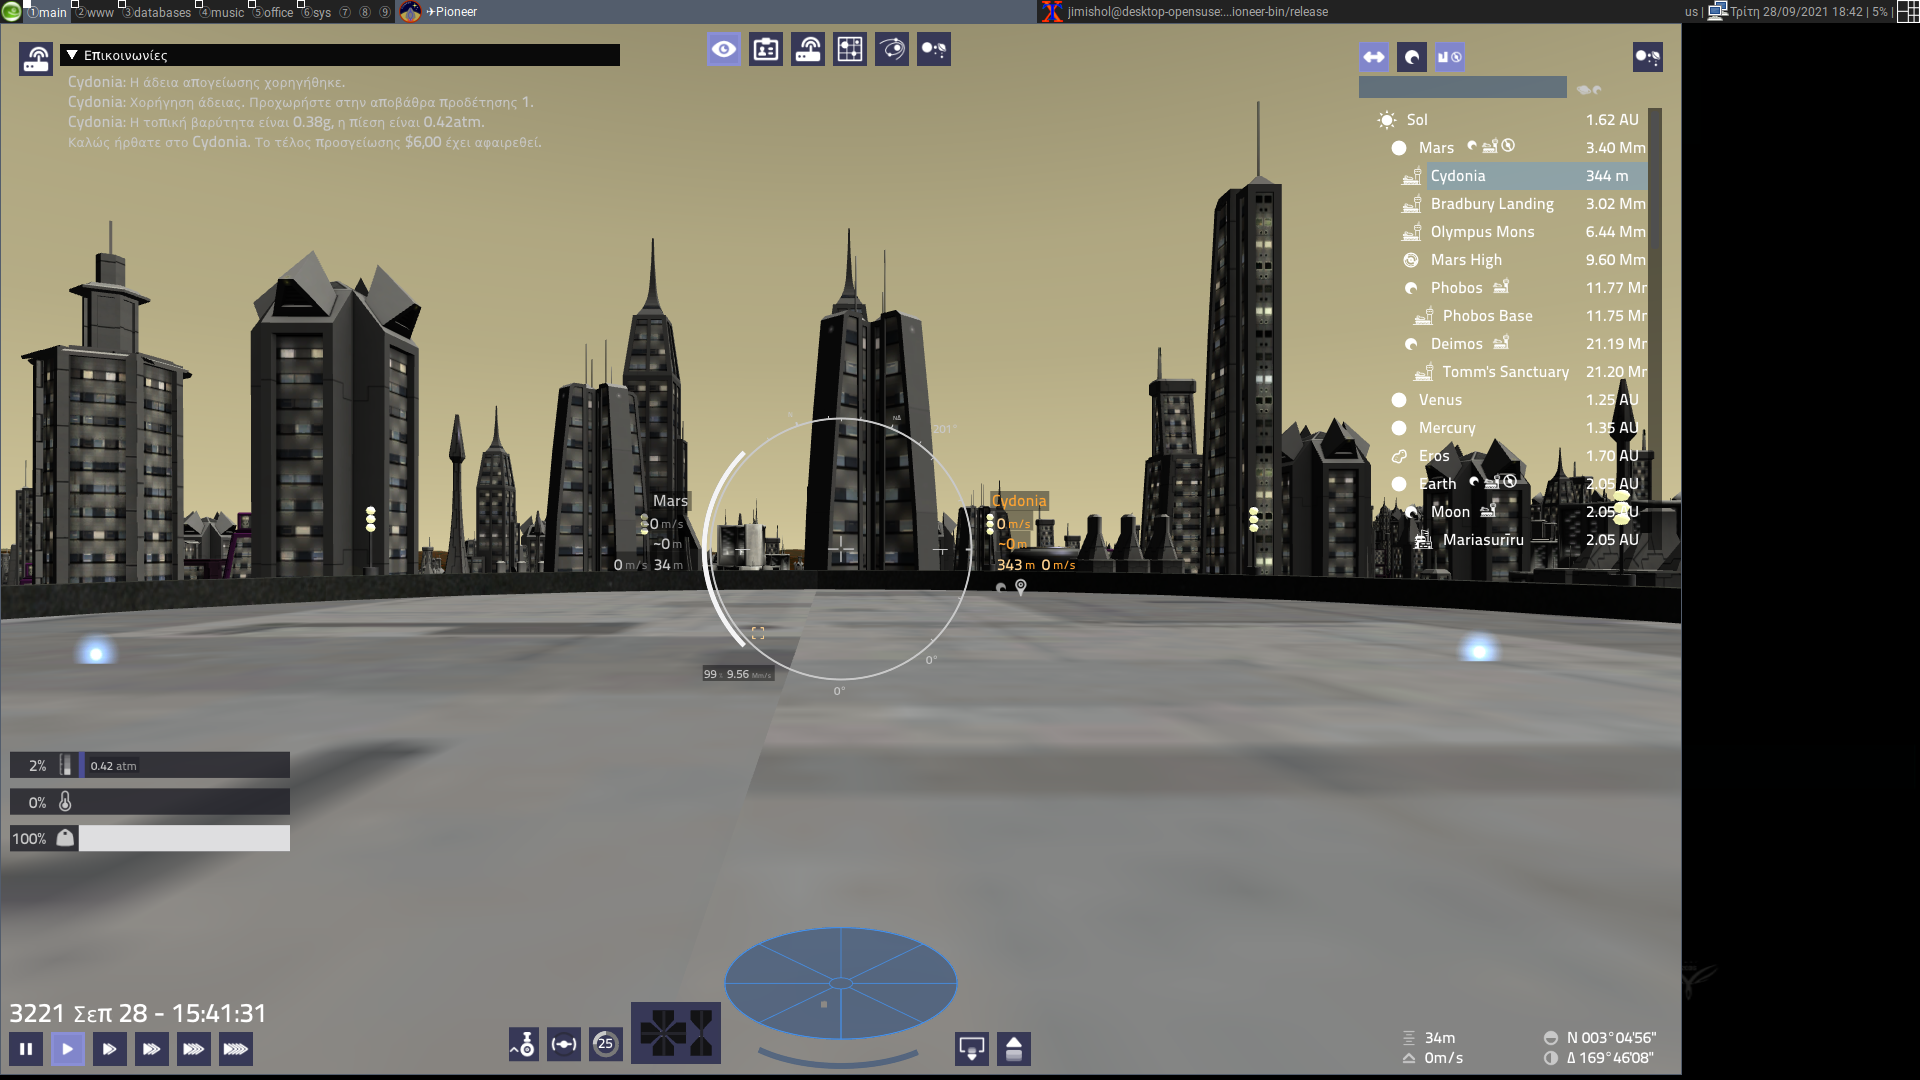 ①main ②www ③databases ④music ⑤office ⑥sys ⑦ ⑧ ⑨ ✈Pioneer
jimishol@desktop-opensuse:...ioneer-bin/release
us | Τρίτη 28/09/2021 18:42 | 5% |
▼ Επικοινωνίες
Cydonia: Η άδεια απογείωσης χορηγήθηκε.
Cydonia: Χορήγηση άδειας. Προχωρήστε στην αποβάθρα προδέτησης 1.
Cydonia: Η τοπική βαρύτητα είναι 0.38g, η πίεση είναι 0.42atm.
Καλώς ήρθατε στο Cydonia. Το τέλος προσγείωσης $6,00 έχει αφαιρεθεί.
Sol 1.62 AU
Mars 3.40 Mm
Cydonia 344 m
Bradbury Landing 3.02 Mm
Olympus Mons 6.44 Mm
Mars High 9.60 Mm
Phobos 11.77 Mr
Phobos Base 11.75 Mr
Deimos 21.19 Mr
Tomm's Sanctuary 21.20 Mr
Venus 1.25 AU
Mercury 1.35 AU
Eros 1.70 AU
Earth 2.05 AU
Moon 2.05 AU
Mariasurīru 2.05 AU
ΝΔ
201°
Mars
~0 m/s
~0 m
0 m/s 34 m
Cydonia
0 m/s
~0 m
343 m 0 m/s
99 % 9.56 Mm/s
0°
0°
2% 0.42 atm
0%
100%
3221 Σεπ 28 - 15:41:31
25
34m
0m/s
N 003°04'56"
Δ 169°46'08"